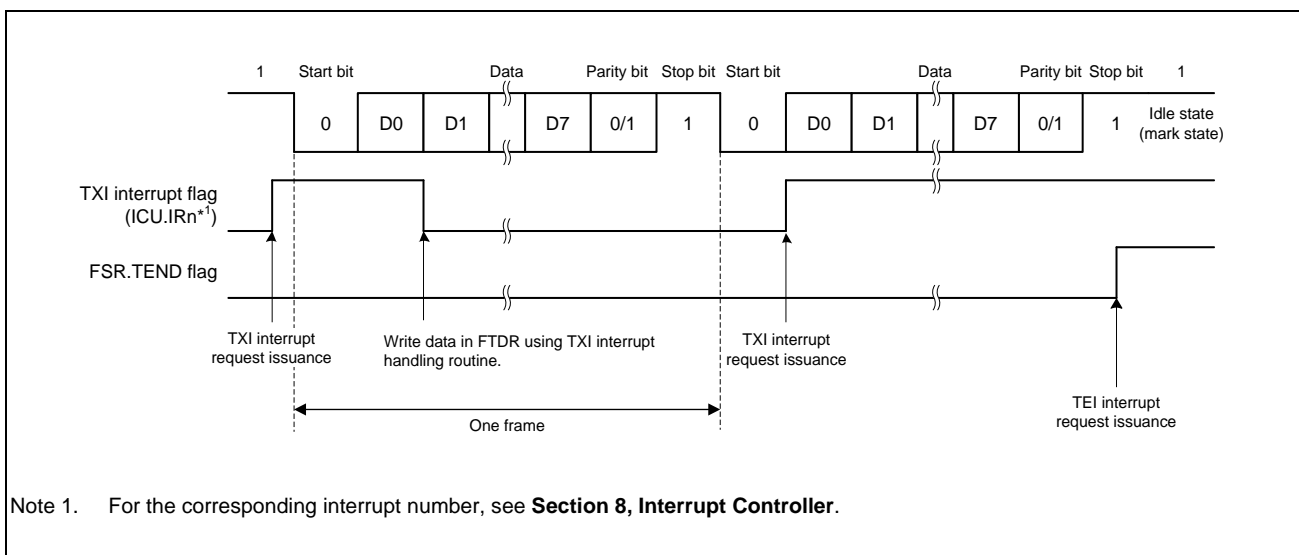 1 Start bit Data Parity bit Stop bit Start bit Data Parity bit Stop bit 1
0 D0 D1 D7 0/1 1 0 D0 D1 D7 0/1 1 Idle state
(mark state)
TXI interrupt flag
(ICU.IRn*1)
FSR.TEND flag
TXI interrupt
request issuance
Write data in FTDR using TXI interrupt
handling routine.
TXI interrupt
request issuance
TEI interrupt
request issuance
One frame
Note 1. For the corresponding interrupt number, see Section 8, Interrupt Controller.